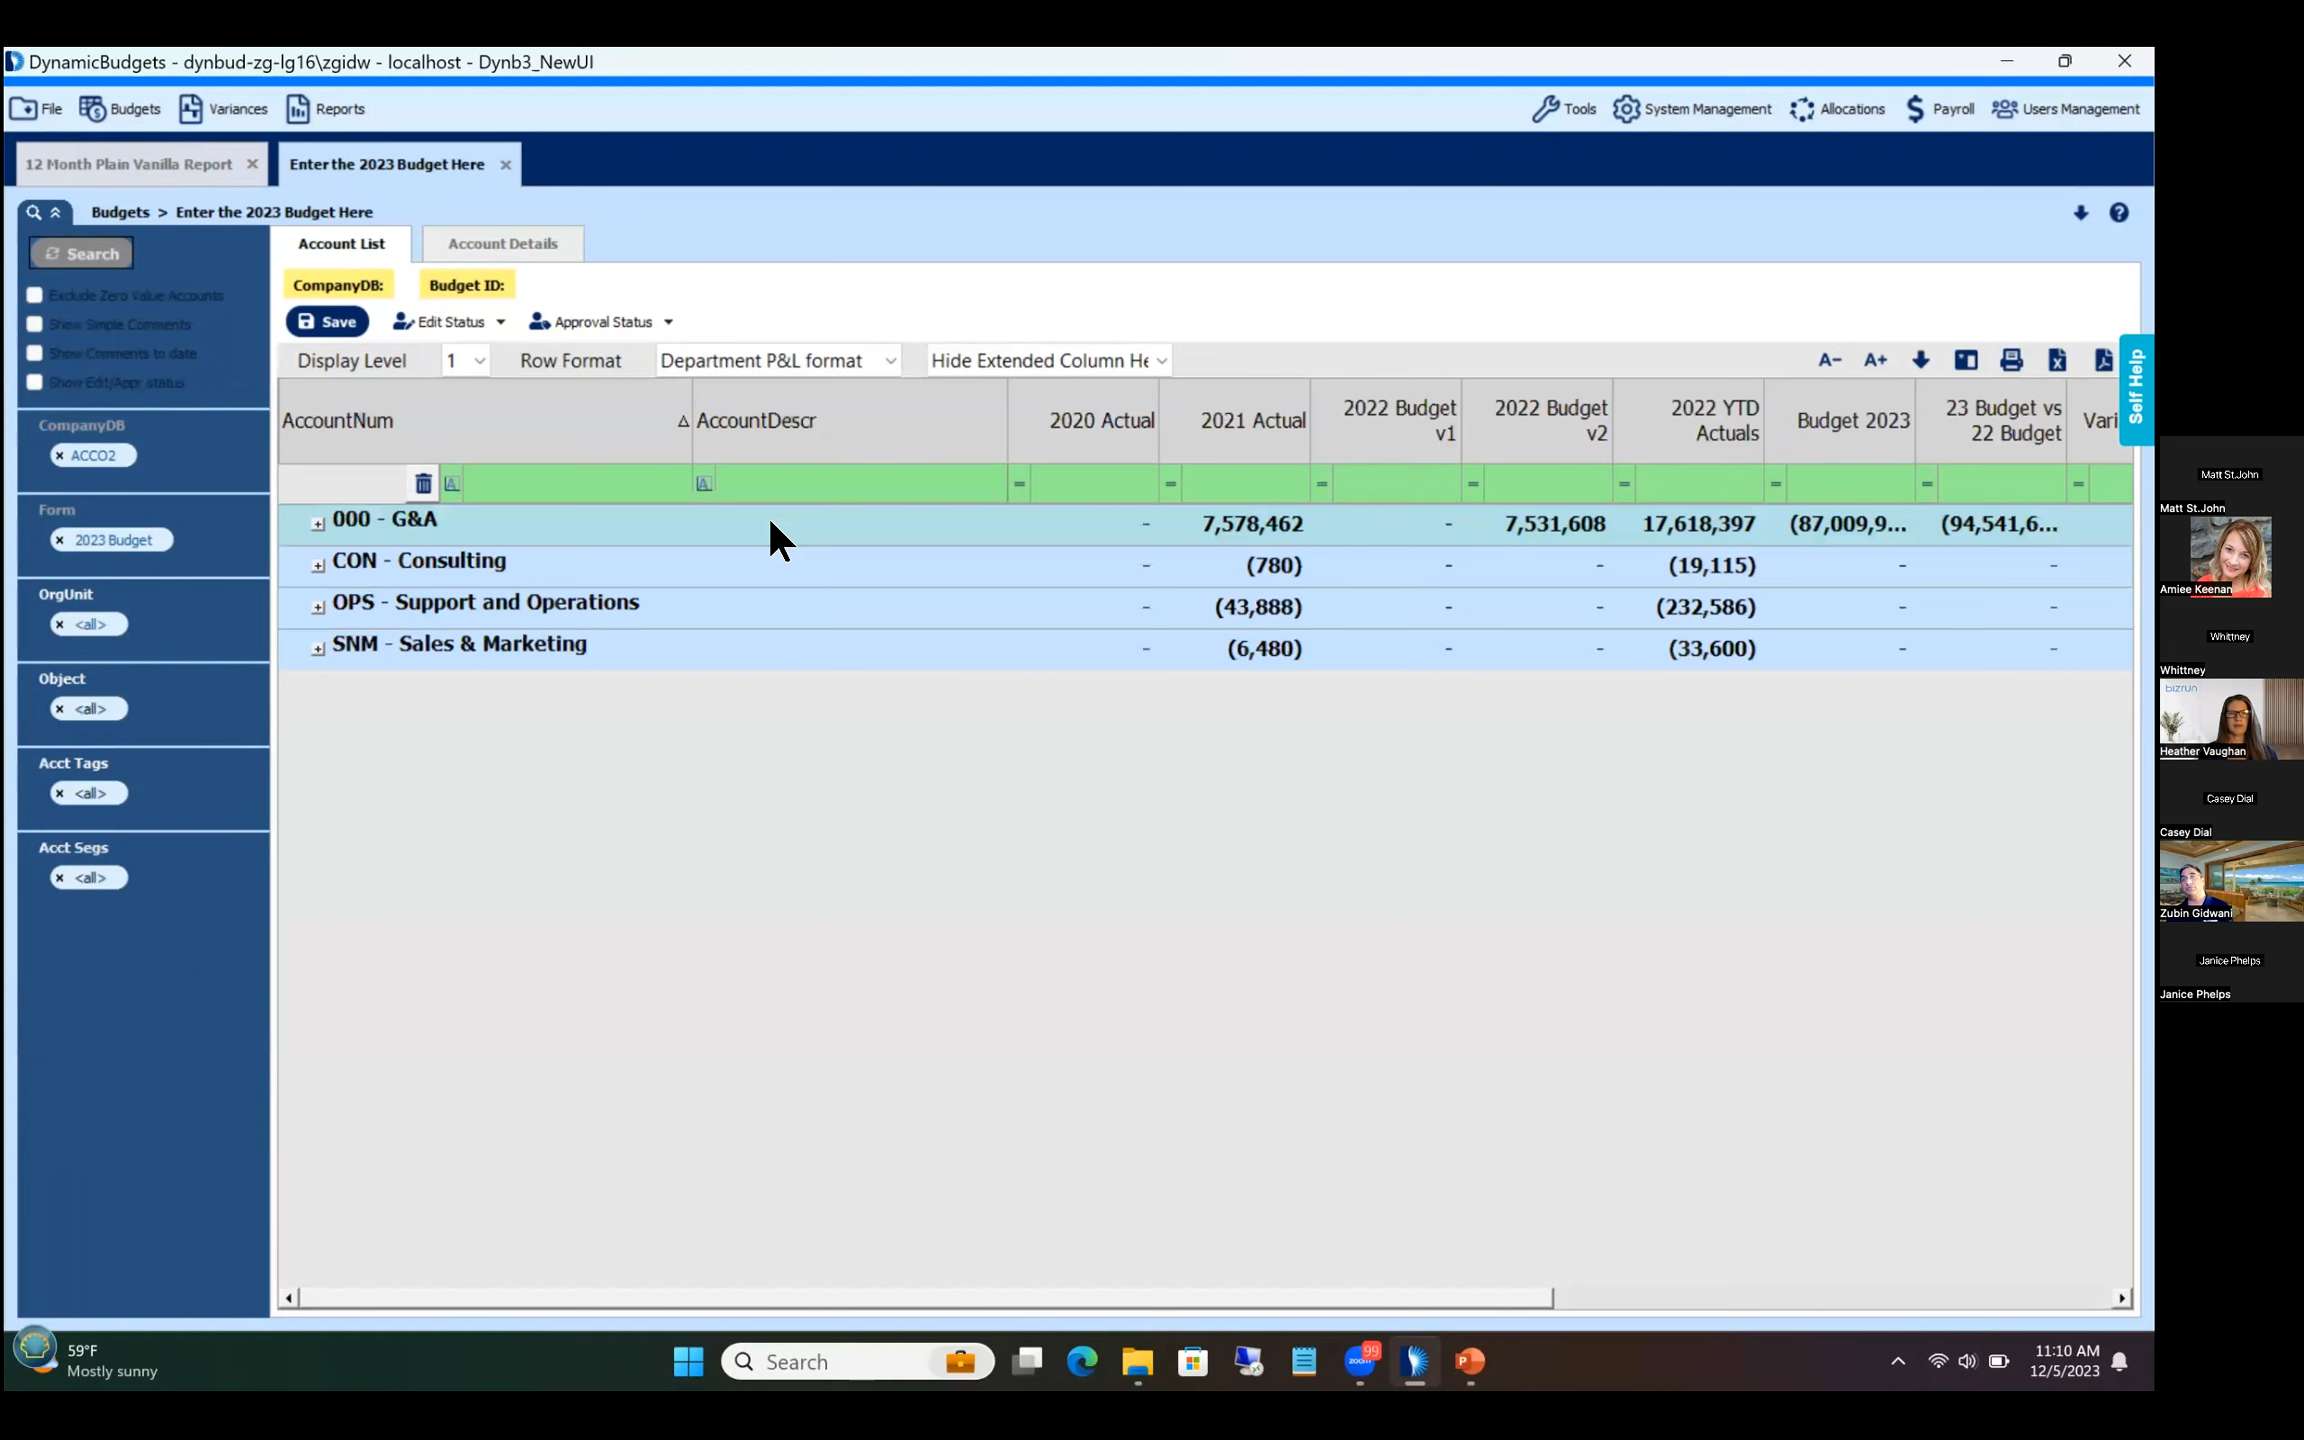 DynamicBudgets - dynbud-zg-lg16\zgidw - localhost - Dynb3_NewUI
File Budgets Variances Reports Tools System Management Allocations Payroll Users Management
12 Month Plain Vanilla Report Enter the 2023 Budget Here
Budgets > Enter the 2023 Budget Here
Search
Exclude Zero Value Accounts
Show Simple Comments
Show Comments to date
Show Edit/Appr status
CompanyDB
ACCO2
Form
2023 Budget
OrgUnit
<all>
Object
<all>
Acct Tags
<all>
Acct Segs
<all>
Account List Account Details
CompanyDB: Budget ID:
Save Edit Status Approval Status
Display Level 1 Row Format Department P&L format Hide Extended Column He
A- A+
Self Help
AccountNum AccountDescr 2020 Actual 2021 Actual 2022 Budget v1 2022 Budget v2 2022 YTD Actuals Budget 2023 23 Budget vs 22 Budget Vari
= = = = = = = =
000 - G&A - 7,578,462 - 7,531,608 17,618,397 (87,009,9... (94,541,6...
CON - Consulting - (780) - - (19,115) - -
OPS - Support and Operations - (43,888) - - (232,586) - -
SNM - Sales & Marketing - (6,480) - - (33,600) - -
Matt St.John
Matt St.John
Amiee Keenan
Whittney
Whittney
bizrun
Heather Vaughan
Casey Dial
Casey Dial
Zubin Gidwani
Janice Phelps
Janice Phelps
59°F
Mostly sunny
Search
zoom
99
P
11:10 AM
12/5/2023